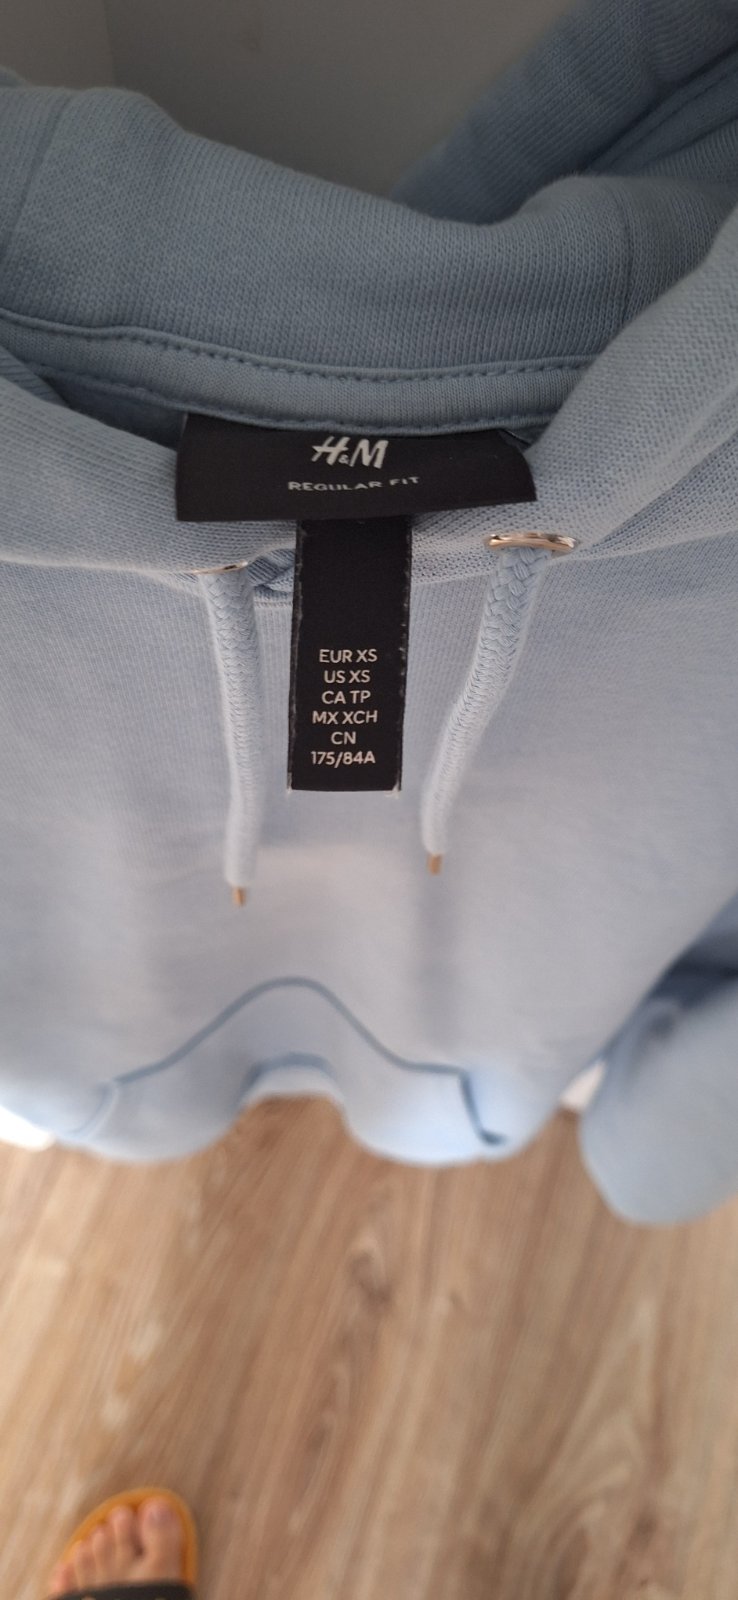 H&M
REGULAR FIT
EUR XS
US XS
CA TP
MX XCH
CN
175/84A